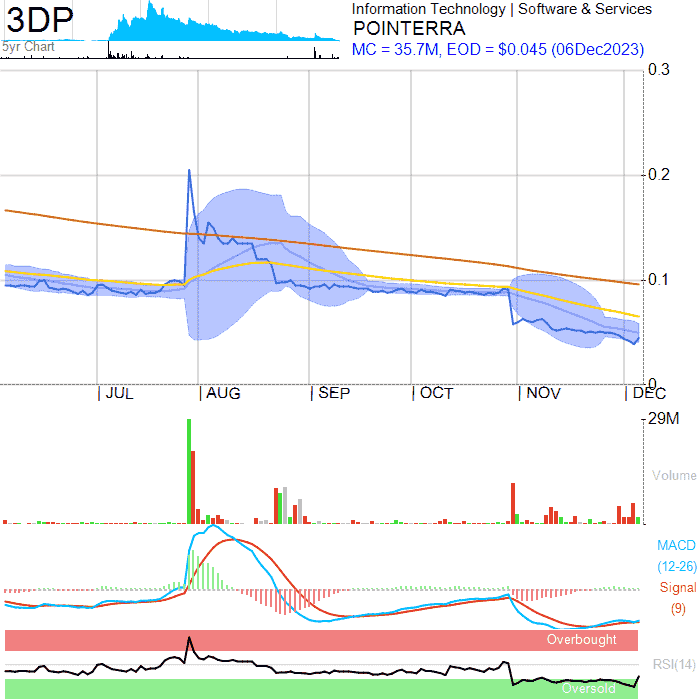 3DP
5yr Chart
Information Technology | Software & Services
POINTERRA
MC = 35.7M, EOD = $0.045 (06Dec2023)
0.3
0.2
0.1
0
| JUL | AUG | SEP | OCT | NOV | DEC
29M
Volume
MACD
(12-26)
Signal
(9)
Overbought
RSI(14)
Oversold